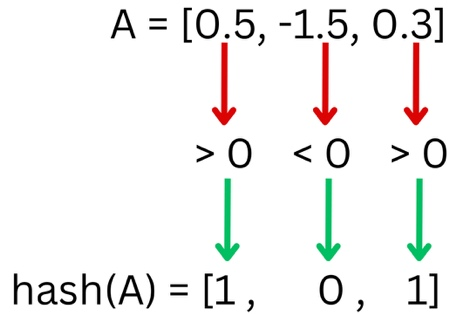 A = [0.5, -1.5, 0.3]
> 0 < 0 > 0
hash(A) = [1 , 0 , 1]